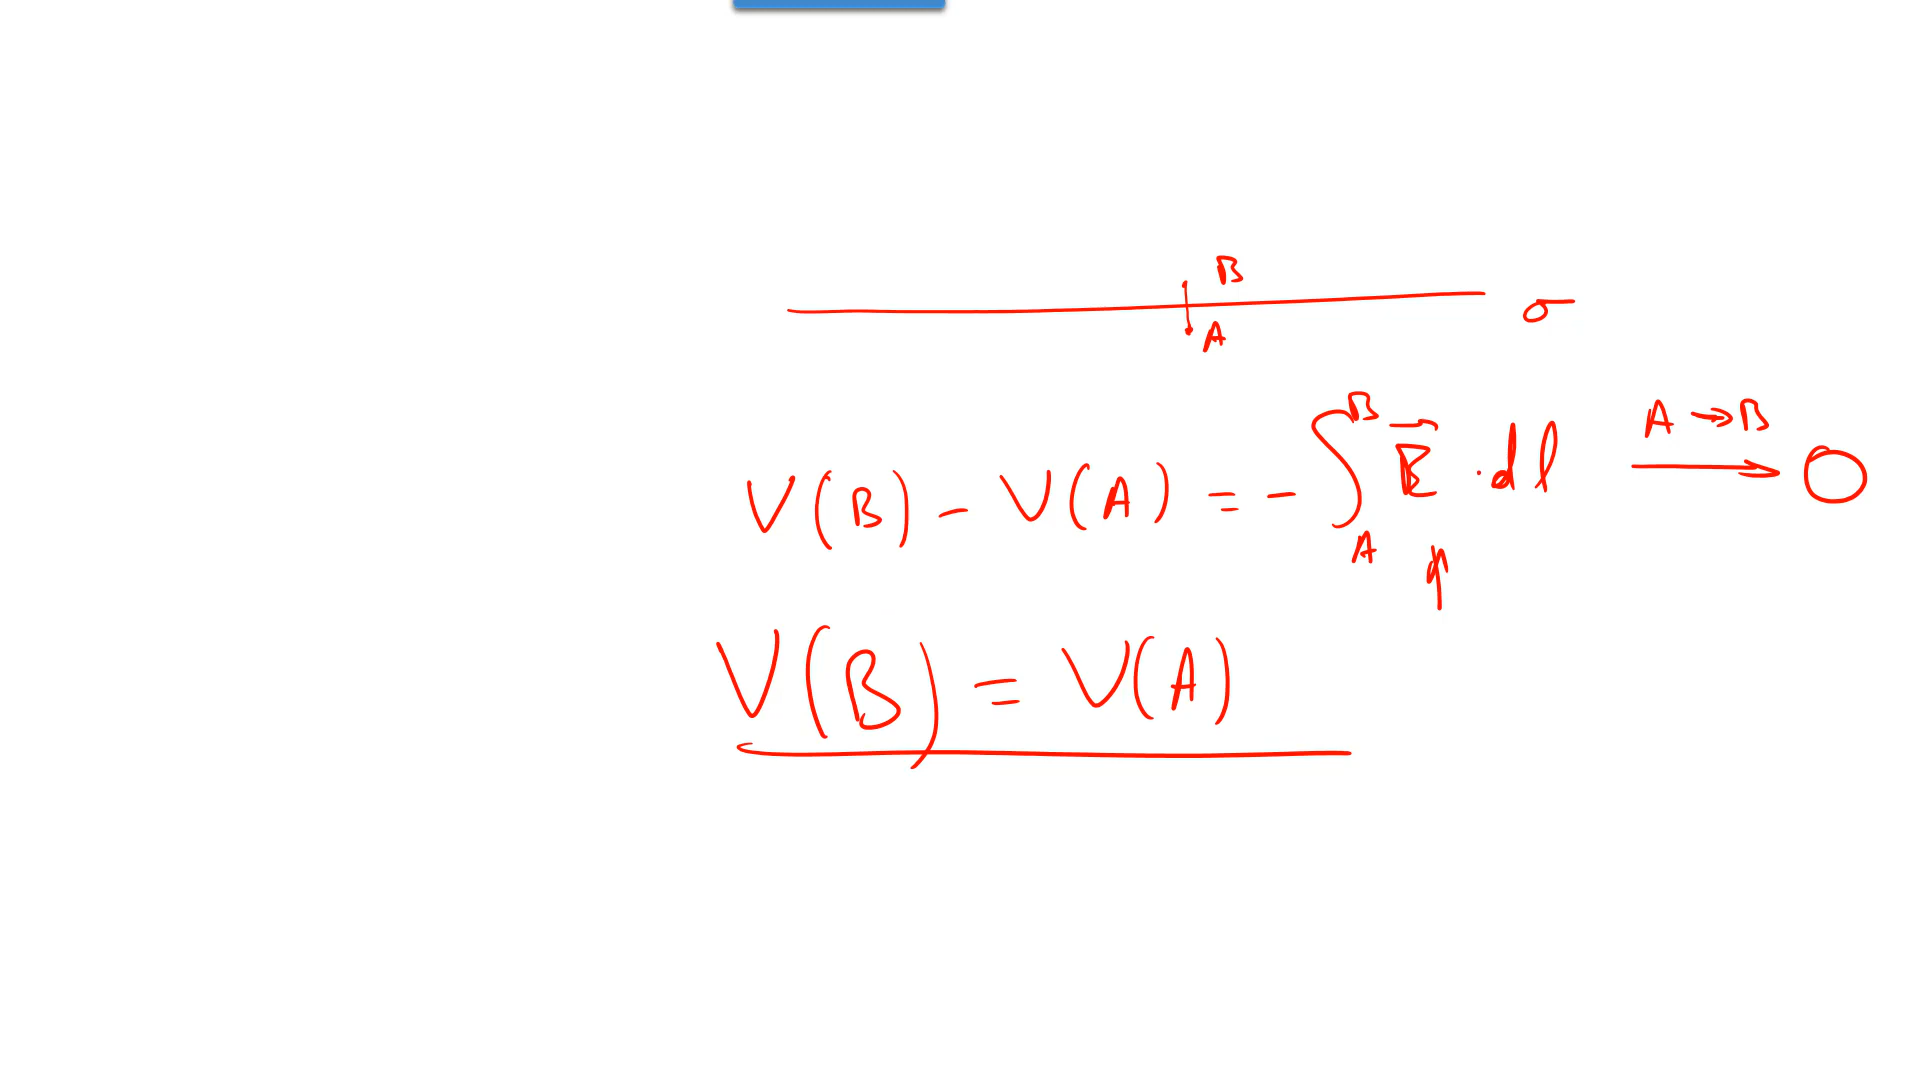 B
σ
A
V(B) - V(A) = - ∫_A^B E⃗ · dl A → B ⟶ 0
V(B) = V(A)